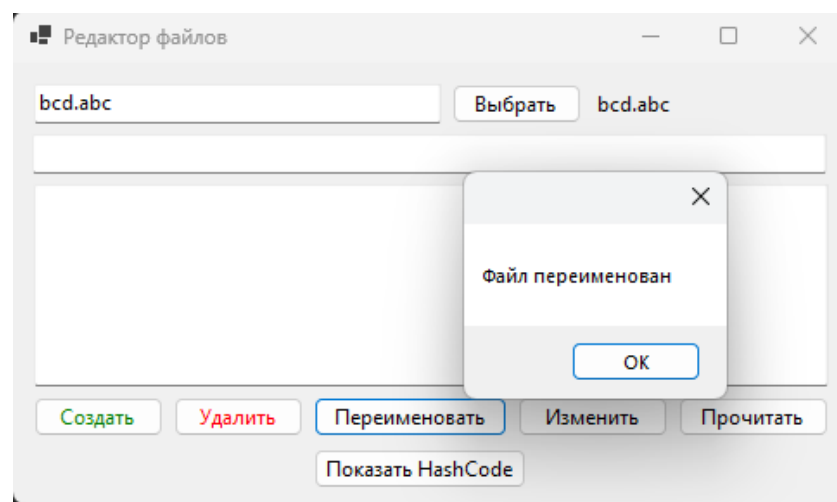 Редактор файлов
bcd.abc Выбрать bcd.abc
Файл переименован
OK
Создать Удалить Переименовать Изменить Прочитать
Показать HashCode